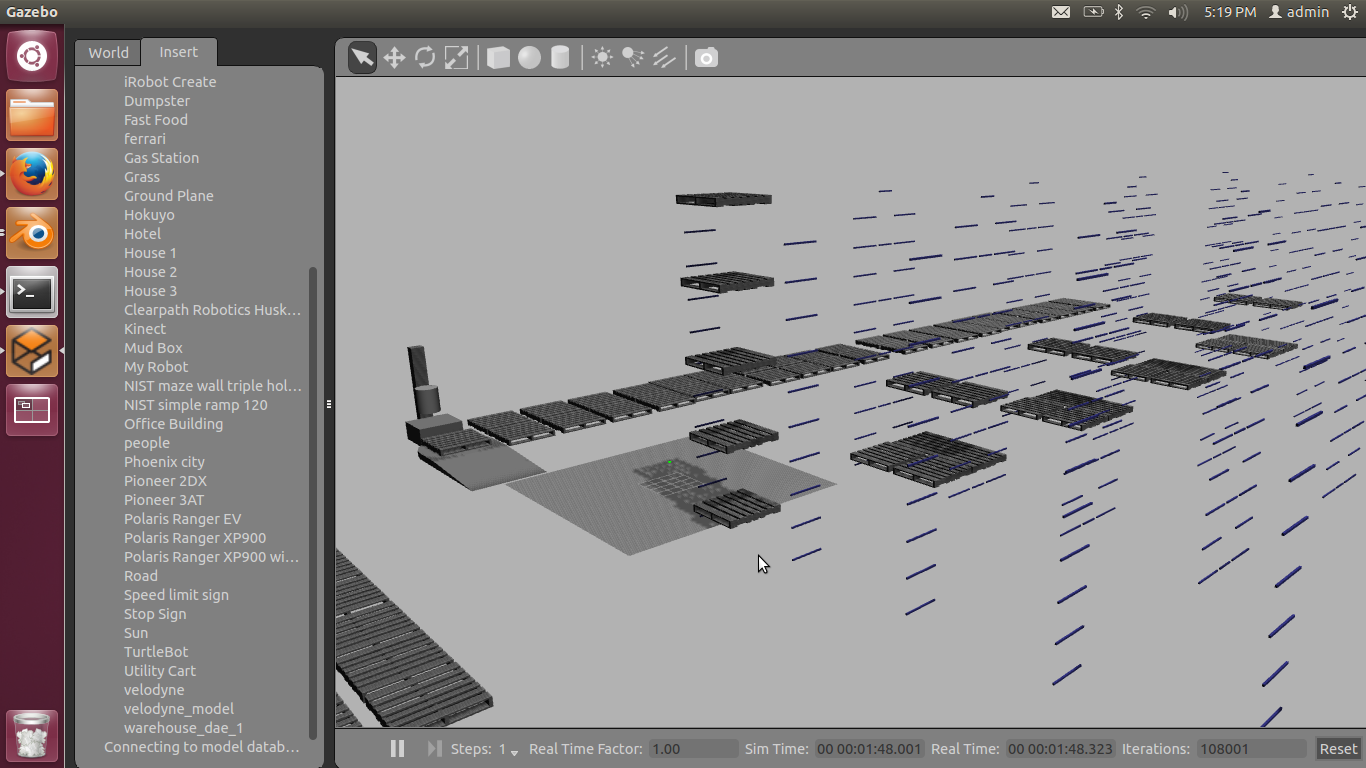 Gazebo
5:19 PM admin
World Insert
iRobot Create
Dumpster
Fast Food
ferrari
Gas Station
Grass
Ground Plane
Hokuyo
Hotel
House 1
House 2
House 3
Clearpath Robotics Husk...
Kinect
Mud Box
My Robot
NIST maze wall triple hol...
NIST simple ramp 120
Office Building
people
Phoenix city
Pioneer 2DX
Pioneer 3AT
Polaris Ranger EV
Polaris Ranger XP900
Polaris Ranger XP900 wi...
Road
Speed limit sign
Stop Sign
Sun
TurtleBot
Utility Cart
velodyne
velodyne_model
warehouse_dae_1
Connecting to model datab...
Steps: 1 Real Time Factor: 1.00 Sim Time: 00 00:01:48.001 Real Time: 00 00:01:48.323 Iterations: 108001 Reset